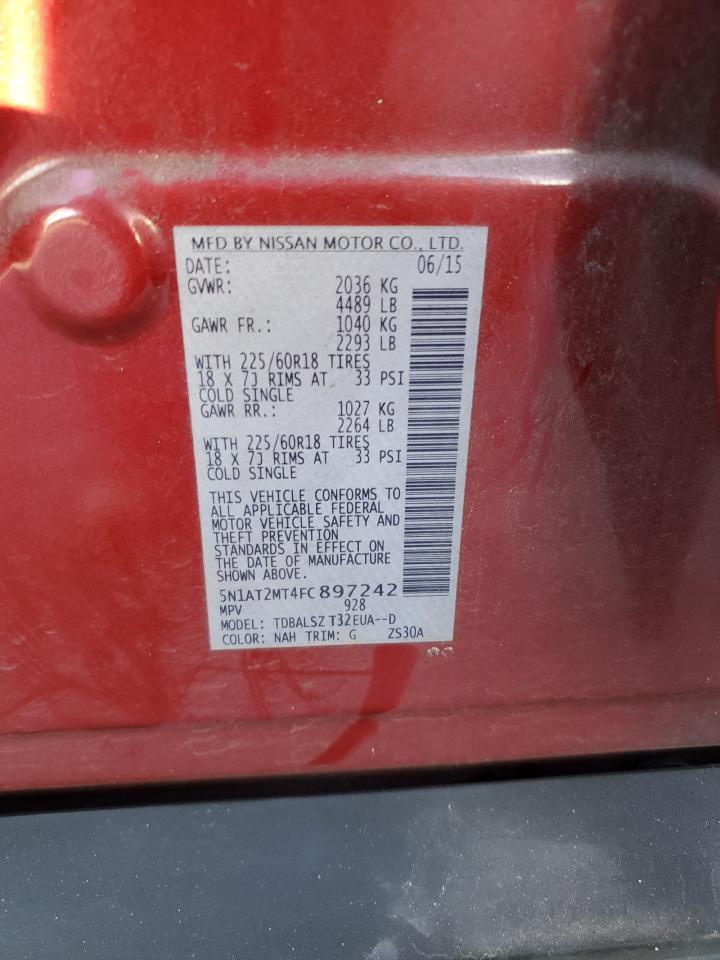 MFD BY NISSAN MOTOR CO., LTD.
DATE: 06/15
GVWR: 2036 KG
4489 LB
GAWR FR.: 1040 KG
2293 LB
WITH 225/60R18 TIRES
18 X 7J RIMS AT 33 PSI
COLD SINGLE
GAWR RR.: 1027 KG
2264 LB
WITH 225/60R18 TIRES
18 X 7J RIMS AT 33 PSI
COLD SINGLE
THIS VEHICLE CONFORMS TO
ALL APPLICABLE FEDERAL
MOTOR VEHICLE SAFETY AND
THEFT PREVENTION
STANDARDS IN EFFECT ON
THE DATE OF MANUFACTURE
SHOWN ABOVE.
5N1AT2MT4FC897242
MPV 928
MODEL: TDBALSZ T32EUA--D
COLOR: NAH TRIM: G ZS30A